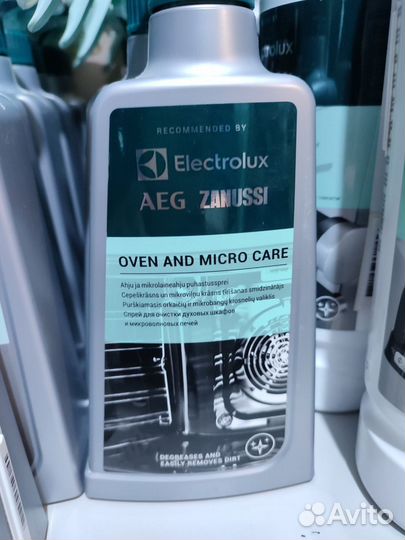 RECOMMENDED BY
Electrolux
AEG ZANUSSI
OVEN AND MICRO CARE
Ahju ja mikrolaineahju puhastussprei
Cepeškrāsns un mikroviļņu krāsns tīrīšanas smidzinātājs
Purškiamasis orkaičių ir mikrobangų krosnelių valiklis
Спрей для очистки духовых шкафов
и микроволновых печей
DEGREASES AND
EASILY REMOVES DIRT
Electrolux
Avito